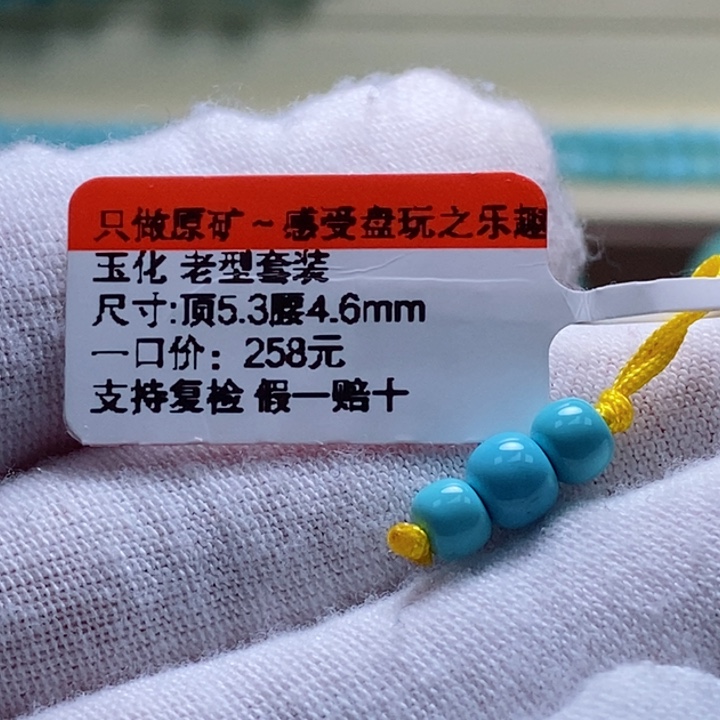 只做原矿~感受盘玩之乐趣
玉化 老型套装
尺寸:顶5.3腰4.6mm
一口价：258元
支持复检 假一赔十